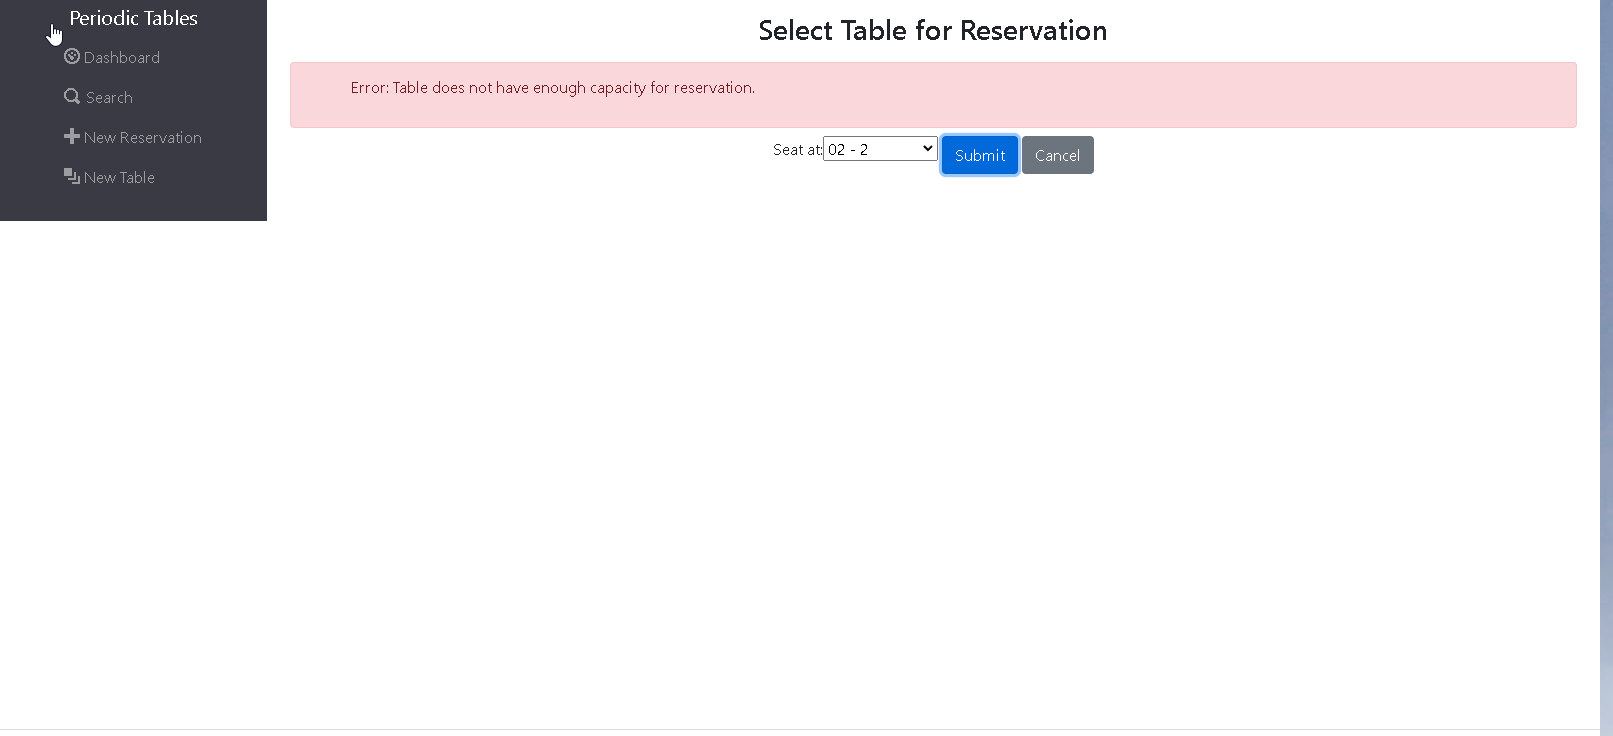 Periodic Tables
Dashboard
Search
New Reservation
New Table
Select Table for Reservation
Error: Table does not have enough capacity for reservation.
Seat at: 02 - 2 Submit Cancel